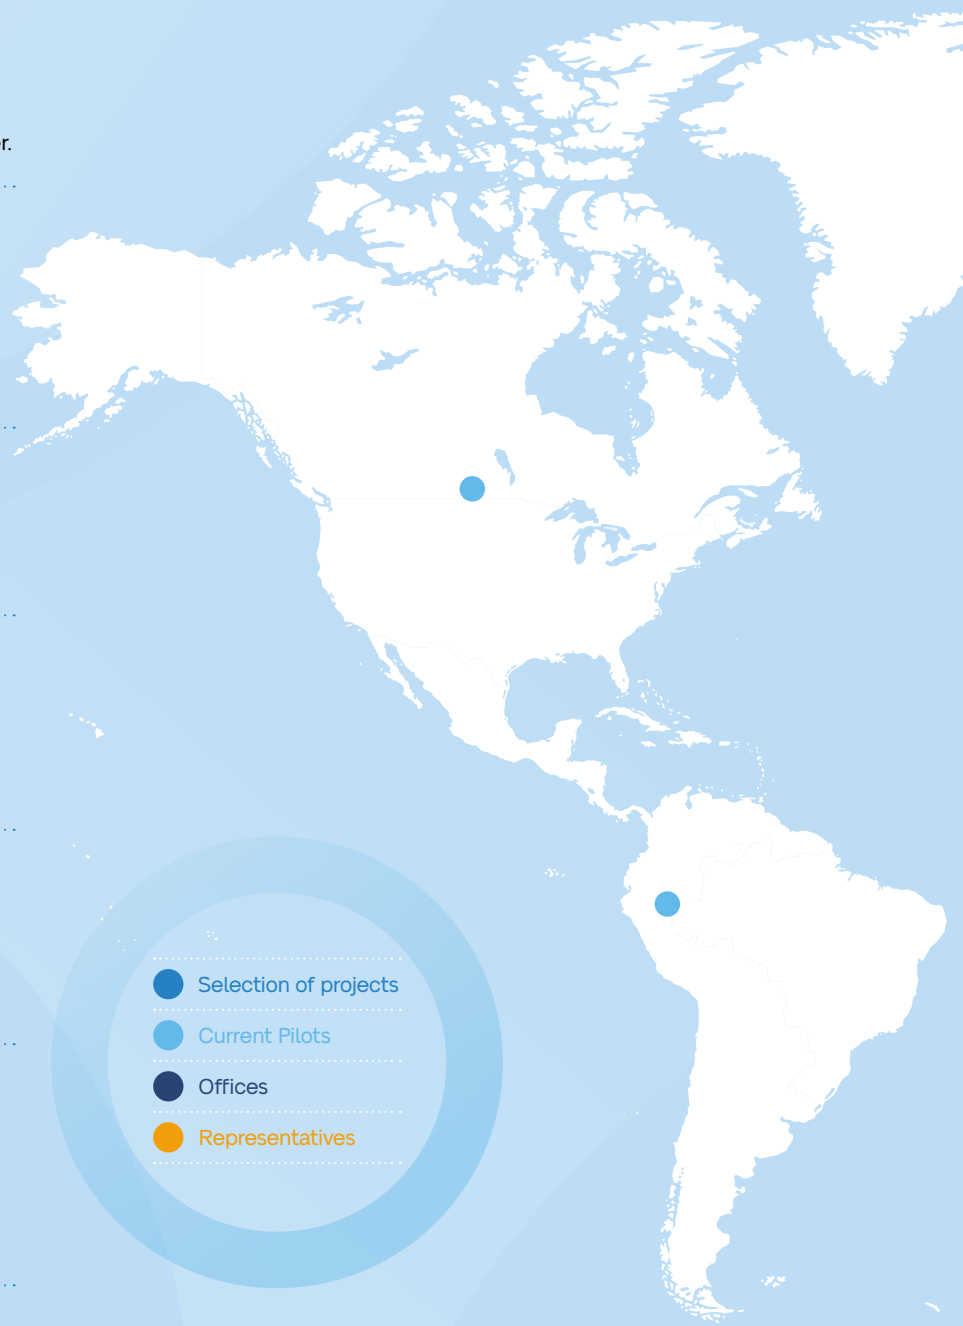 r.
Selection of projects
Current Pilots
Offices
Representatives